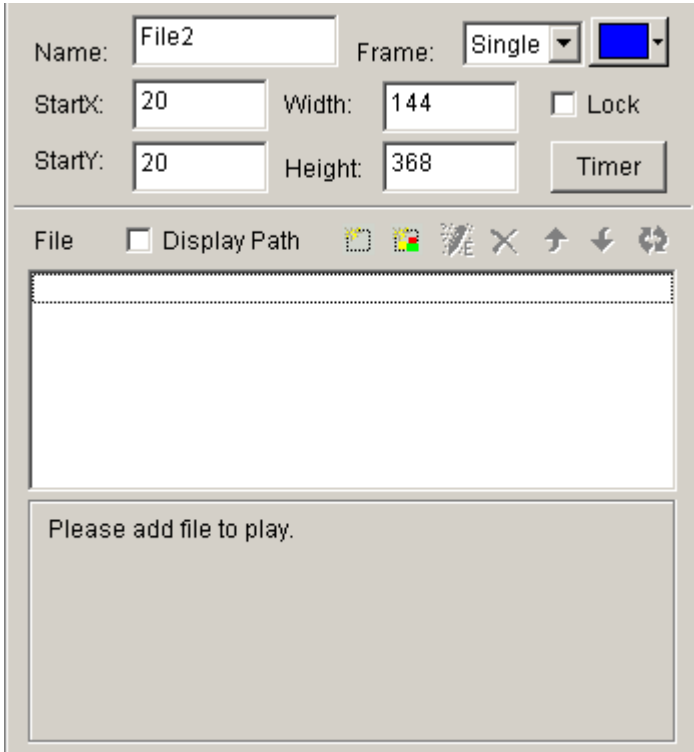 Name: File2 Frame: Single
StartX: 20 Width: 144 Lock
StartY: 20 Height: 368 Timer
File Display Path
Please add file to play.